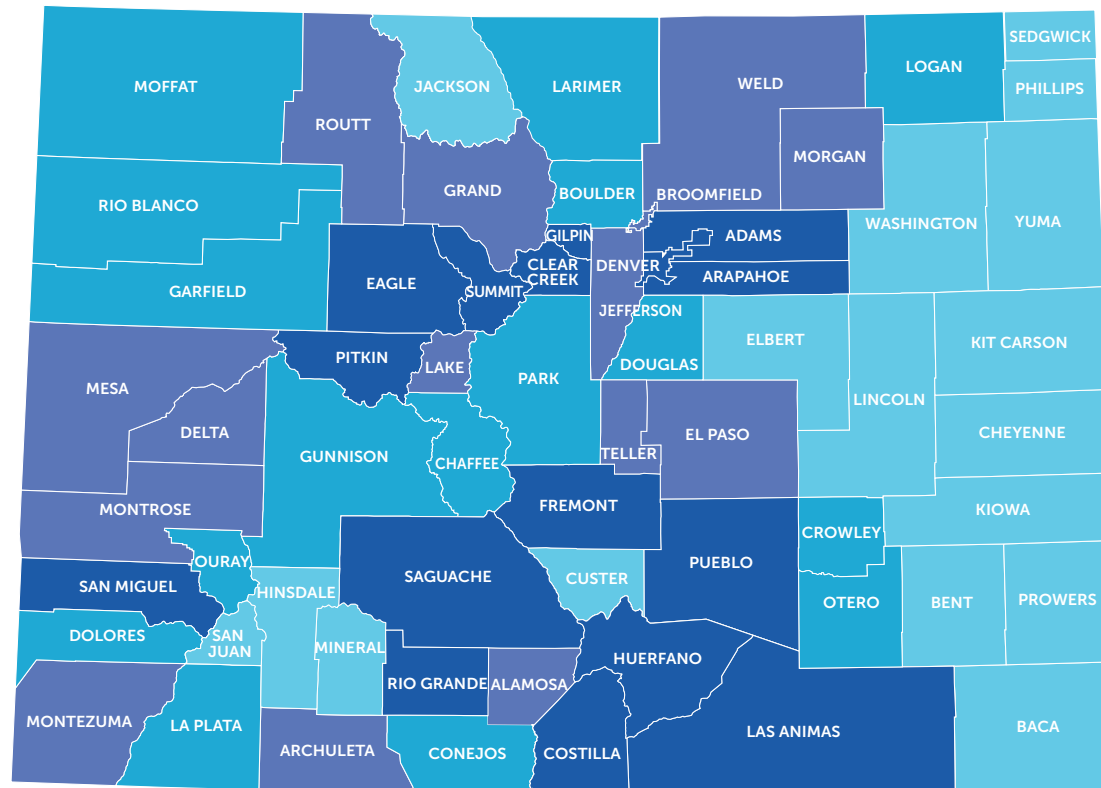 SEDGWICK
LOGAN
MOFFAT
JACKSON
LARIMER
WELD
PHILLIPS
ROUTT
MORGAN
GRAND
BOULDER
BROOMFIELD
RIO BLANCO
WASHINGTON
YUMA
GILPIN
ADAMS
CLEAR
CREEK
DENVER
ARAPAHOE
EAGLE
SUMMIT
GARFIELD
JEFFERSON
ELBERT
KIT CARSON
PITKIN
LAKE
PARK
DOUGLAS
MESA
LINCOLN
DELTA
EL PASO
CHEYENNE
GUNNISON
CHAFFEE
TELLER
MONTROSE
FREMONT
KIOWA
CROWLEY
OURAY
PUEBLO
SAN MIGUEL
SAGUACHE
CUSTER
HINSDALE
OTERO
BENT
PROWERS
DOLORES
SAN
JUAN
MINERAL
HUERFANO
RIO GRANDE
ALAMOSA
MONTEZUMA
LA PLATA
ARCHULETA
CONEJOS
COSTILLA
LAS ANIMAS
BACA